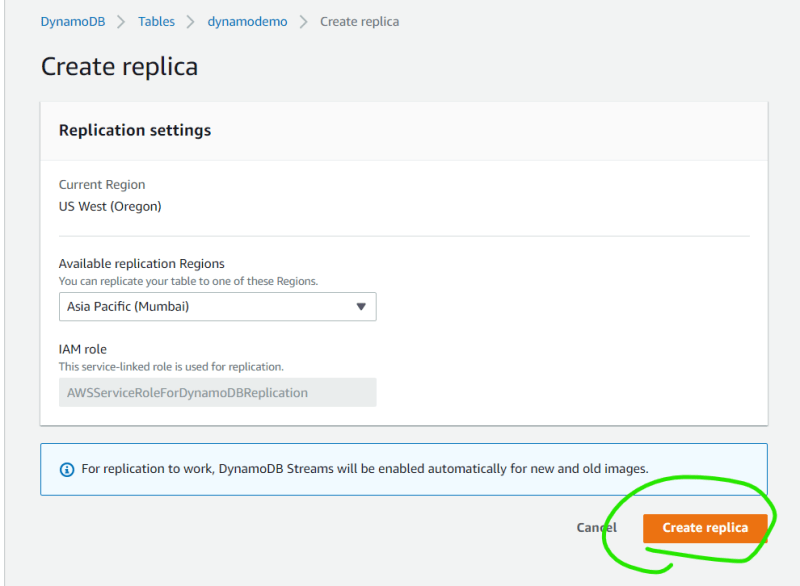 DynamoDB > Tables > dynamodemo > Create replica
Create replica
Replication settings
Current Region
US West (Oregon)
Available replication Regions
You can replicate your table to one of these Regions.
Asia Pacific (Mumbai)
IAM role
This service-linked role is used for replication.
AWSServiceRoleForDynamoDBReplication
For replication to work, DynamoDB Streams will be enabled automatically for new and old images.
Cancel Create replica